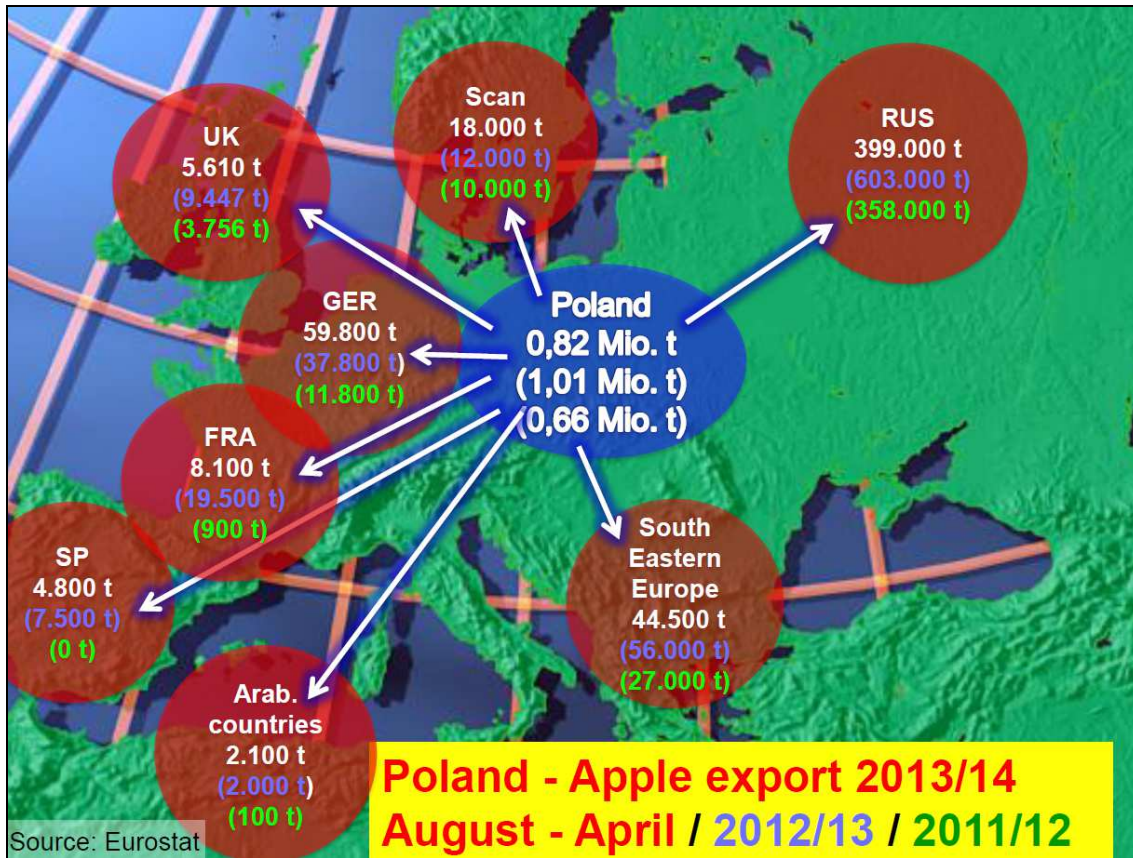 UK
5.610 t
(9.447 t)
(3.756 t)
Scan
18.000 t
(12.000 t)
(10.000 t)
RUS
399.000 t
(603.000 t)
(358.000 t)
GER
59.800 t
(37.800 t)
(11.800 t)
Poland
0,82 Mio. t
(1,01 Mio. t)
(0,66 Mio. t)
FRA
8.100 t
(19.500 t)
(900 t)
SP
4.800 t
(7.500 t)
(0 t)
South
Eastern
Europe
44.500 t
(56.000 t)
(27.000 t)
Arab.
countries
2.100 t
(2.000 t)
(100 t)
Poland - Apple export 2013/14
August - April / 2012/13 / 2011/12
Source: Eurostat